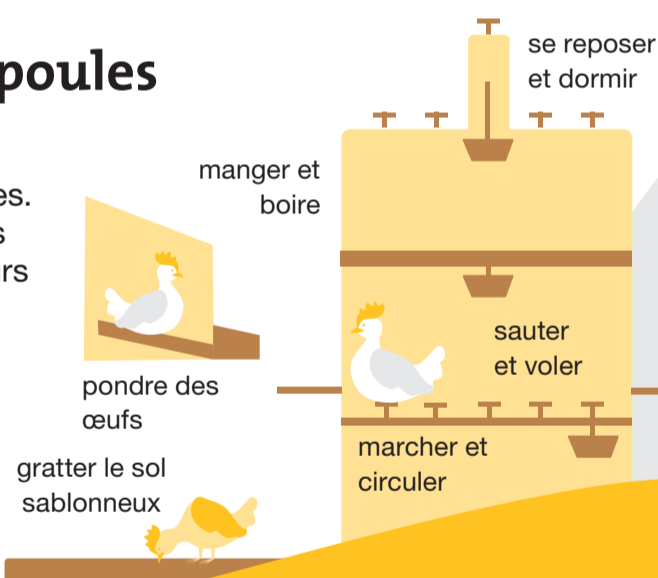 poules
es.
s
rs
se reposer
et dormir
manger et
boire
sauter
et voler
pondre des
œufs
marcher et
circuler
gratter le sol
sablonneux